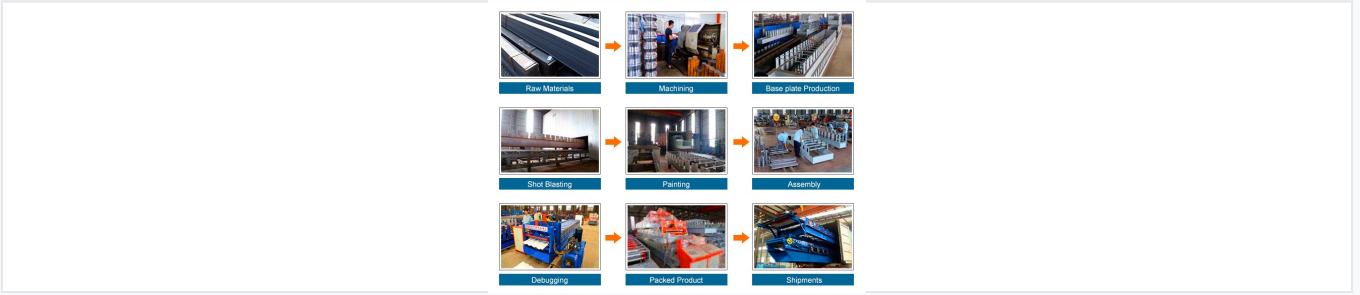 Raw Materials
Machining
Base plate Production
Shot Blasting
Painting
Assembly
Debugging
Packed Product
Shipments